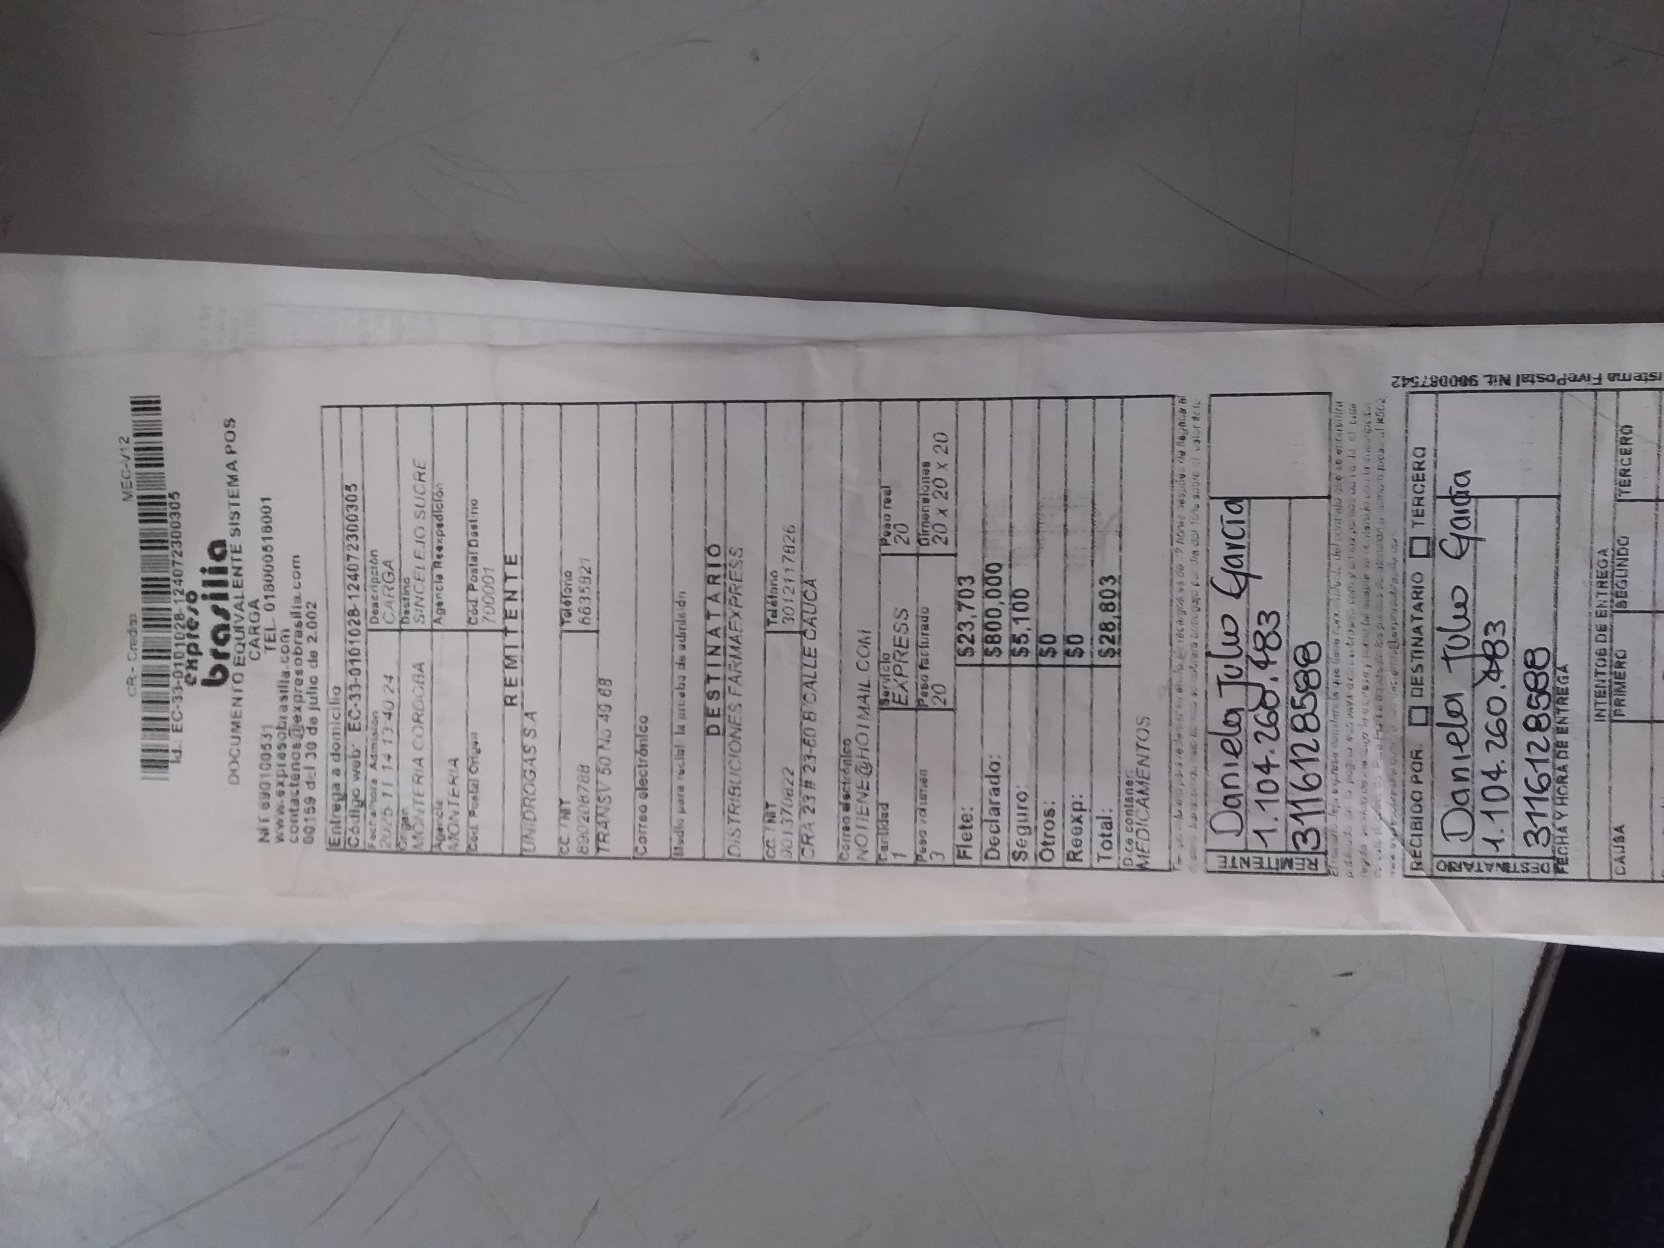 CR - Credito MEC-V12
Id. EC-33-0101028-124072300305
expreso
brasilia
DOCUMENTO EQUIVALENTE SISTEMA POS
CARGA
NIT 890100531 TEL. 018000518001
www.expresobrasilia.com
contactenos@expresobrasilia.com
00159 del 30 de julio de 2.002
Entrega a domicilio
Código web: EC-33-0101028-12407230­0305
Fecha/hora Admisión Descripción
2025 11 14 13:40:24 CARGA
Origen Destino
MONTERIA CORDOBA SINCELEJO SUCRE
Agencia Agencia Reexpedición
MONTERIA
Cod. Postal Origen Cod. Postal Destino
700001
REMITENTE
UNIDROGAS S.A
CC / NIT Teléfono
890208788 6635821
TRANSV 50 No 49 68
Correo electrónico
Medio para recibir la prueba de admisión
DESTINATARIO
DISTRIBUCIONES FARMAEXPRESS
CC / NIT Teléfono
901370822 3012117826
CRA 23 # 23-60 B/CALLE CAUCA
Correo electrónico
NOTIENE@HOTMAIL.COM
Cantidad Servicio Peso real
1 EXPRESS 20
Peso volumen Peso facturado Dimensiones
3 20 20 x 20 x 20
Flete: $23,703
Declarado: $800,000
Seguro: $5,100
Otros: $0
Reexp: $0
Total: $28,803
Dice contener:
MEDICAMENTOS
REMITENTE
Daniela Julio García
1.104.260.483
3116128588
RECIBIDO POR DESTINATARIO TERCERO
DESTINATARIO
Daniela Julio García
1.104.260.483
3116128588
FECHA Y HORA DE ENTREGA
INTENTOS DE ENTREGA
CAUSA PRIMERO SEGUNDO TERCERO
FivePostal Nit. 900087542